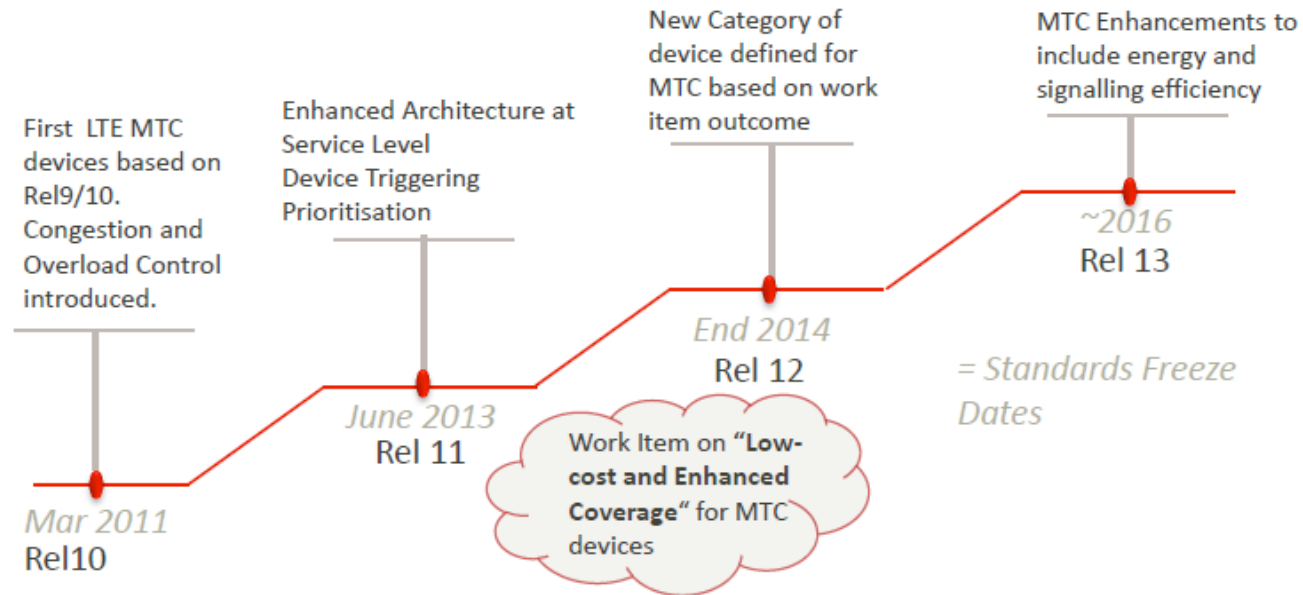 First  LTE MTC
devices based on
Rel9/10.
Congestion and
Overload Control
introduced.
Mar 2011
Rel10
Enhanced Architecture at
Service Level
Device Triggering
Prioritisation
June 2013
Rel 11
New Category of
device defined for
MTC based on work
item outcome
End 2014
Rel 12
Work Item on “Low-
cost and Enhanced
Coverage“ for MTC
devices
MTC Enhancements to
include energy and
signalling efficiency
~2016
Rel 13
= Standards Freeze
Dates